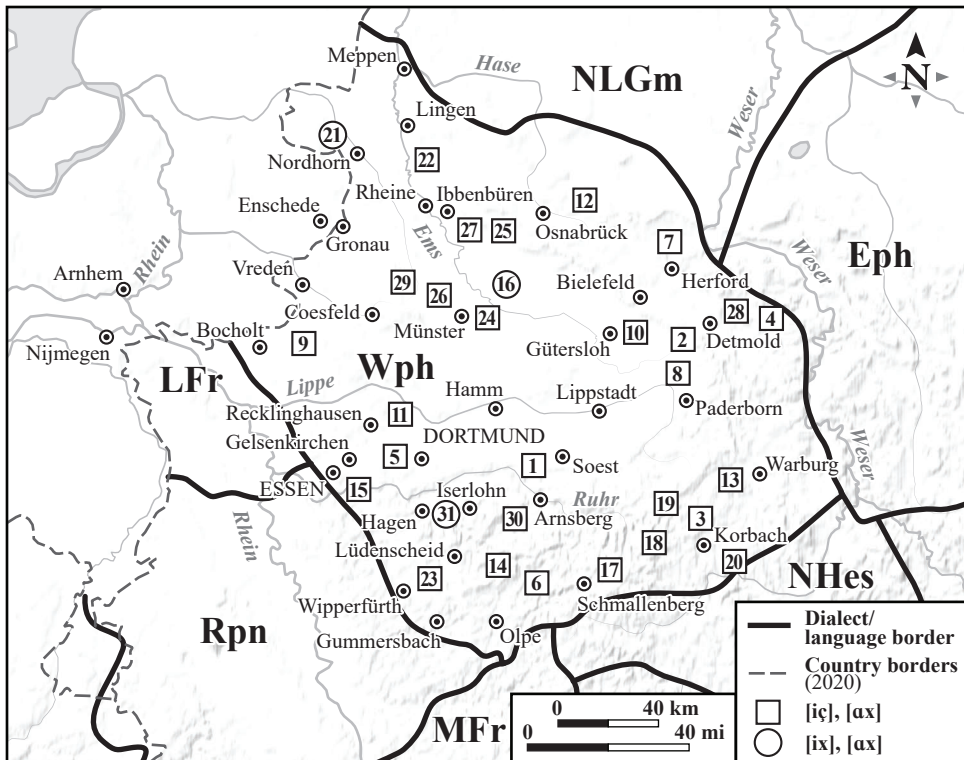 Meppen
Hase
NLGm
Weser
N
Lingen
21
Nordhorn
22
Rheine
Ibbenbüren
12
Enschede
27
25
Osnabrück
Gronau
Ems
7
Weser
Eph
Rhein
Arnhem
Vreden
29
26
16
Bielefeld
Herford
28
4
Coesfeld
Münster
24
Bocholt
9
Gütersloh
10
2
Detmold
Nijmegen
LFr
Wph
8
Lippe
Hamm
Lippstadt
Paderborn
Recklinghausen
11
Gelsenkirchen
DORTMUND
Weser
5
1
Soest
Warburg
ESSEN
15
13
Iserlohn
Ruhr
19
Hagen
31
30
Arnsberg
3
Rhein
18
Korbach
Lüdenscheid
14
17
20
23
6
NHes
Wipperfürth
Schmallenberg
Rpn
Gummersbach
Olpe
MFr
Dialect/
language border
Country borders
(2020)
[iç], [ɑx]
[ix], [ɑx]
0 40 km
0 40 mi